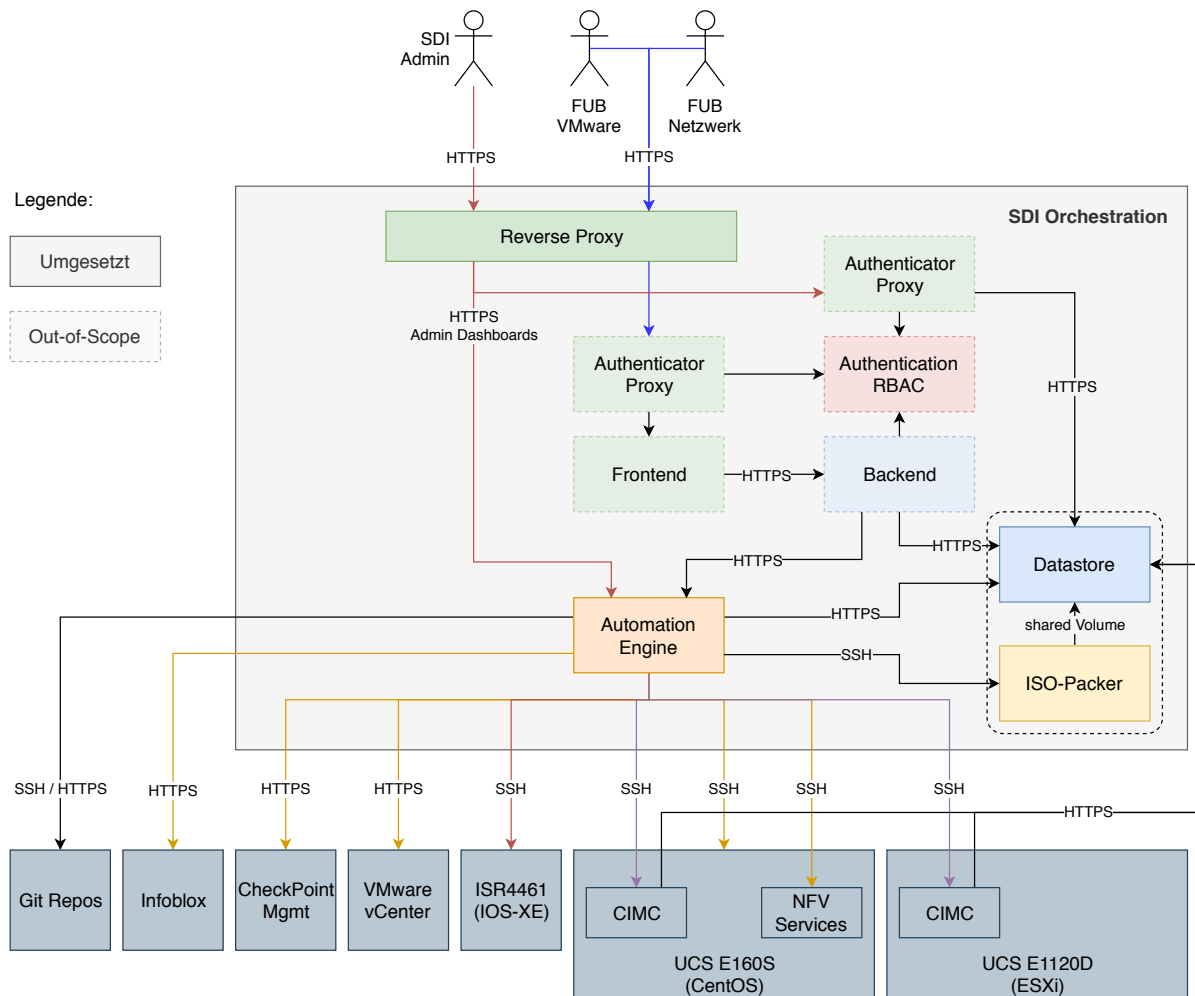 SDI
Admin
FUB
VMware
FUB
Netzwerk
HTTPS
HTTPS
Legende:
Umgesetzt
Out-of-Scope
SDI Orchestration
Reverse Proxy
Authenticator
Proxy
HTTPS
Admin Dashboards
Authenticator
Proxy
Authentication
RBAC
HTTPS
Frontend
HTTPS
Backend
HTTPS
HTTPS
Datastore
Automation
Engine
HTTPS
shared Volume
SSH
ISO-Packer
SSH / HTTPS
HTTPS
HTTPS
HTTPS
SSH
SSH
SSH
SSH
SSH
HTTPS
Git Repos
Infoblox
CheckPoint
Mgmt
VMware
vCenter
ISR4461
(IOS-XE)
CIMC
NFV
Services
UCS E160S
(CentOS)
CIMC
UCS E1120D
(ESXi)